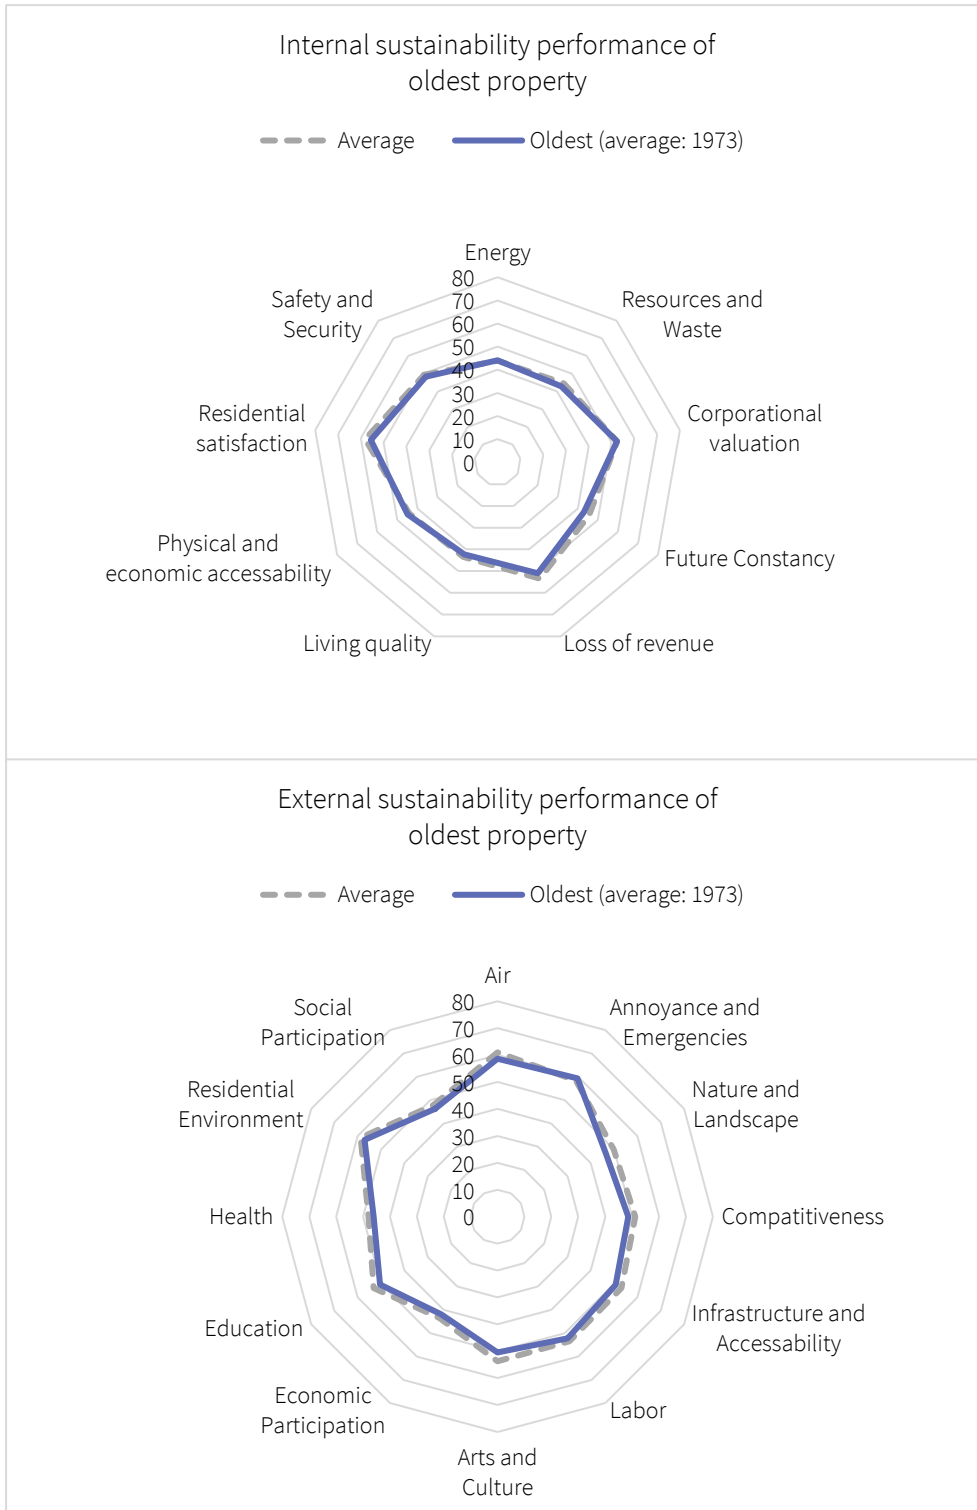 Internal sustainability performance of
oldest property
Average
Oldest (average: 1973)
Energy
80
70
60
50
40
30
20
10
0
Resources and
Waste
Corporational
valuation
Future Constancy
Loss of revenue
Living quality
Physical and
economic accessability
Residential
satisfaction
Safety and
Security
External sustainability performance of
oldest property
Average
Oldest (average: 1973)
Air
80
70
60
50
40
30
20
10
0
Annoyance and
Emergencies
Nature and
Landscape
Compatitiveness
Infrastructure and
Accessability
Labor
Arts and
Culture
Economic
Participation
Education
Health
Residential
Environment
Social
Participation